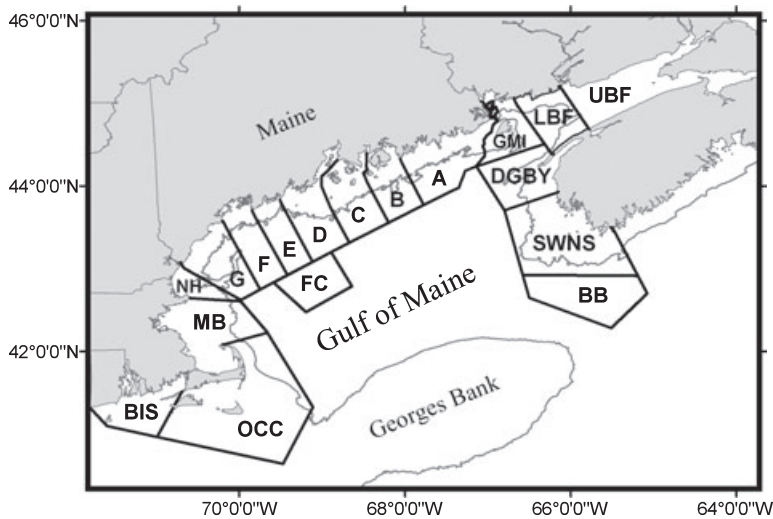 46°0'0"N
UBF
LBF
Maine
GMI
A
DGBY
44°0'0"N
B
C
D
SWNS
E
F
G
FC
NH
BB
Gulf of Maine
MB
42°0'0"N
Georges Bank
BIS
OCC
70°0'0"W
68°0'0"W
66°0'0"W
64°0'0"W